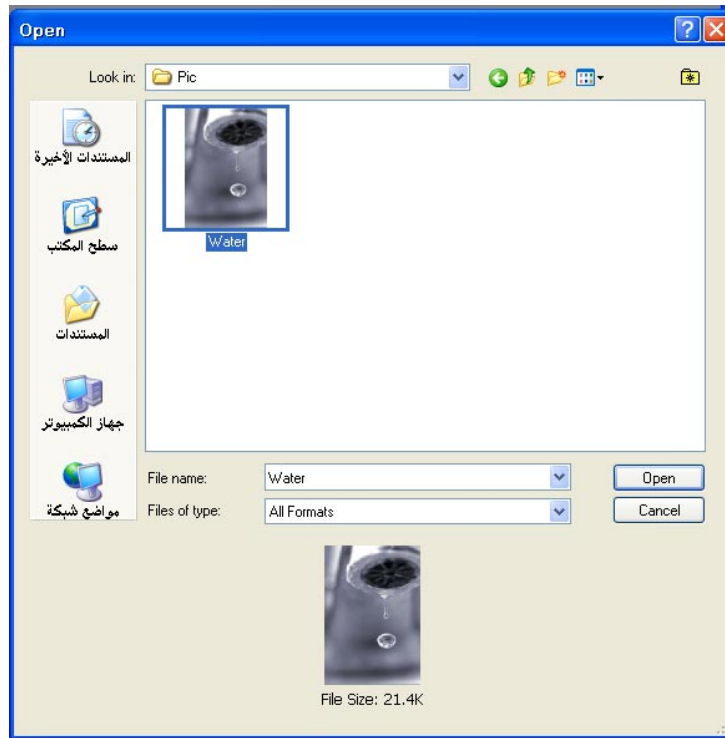 Open
Look in: Pic
المستندات الأخيرة
سطح المكتب
المستندات
جهاز الكمبيوتر
مواضع شبكة
Water
File name: Water Open
Files of type: All Formats Cancel
File Size: 21.4K